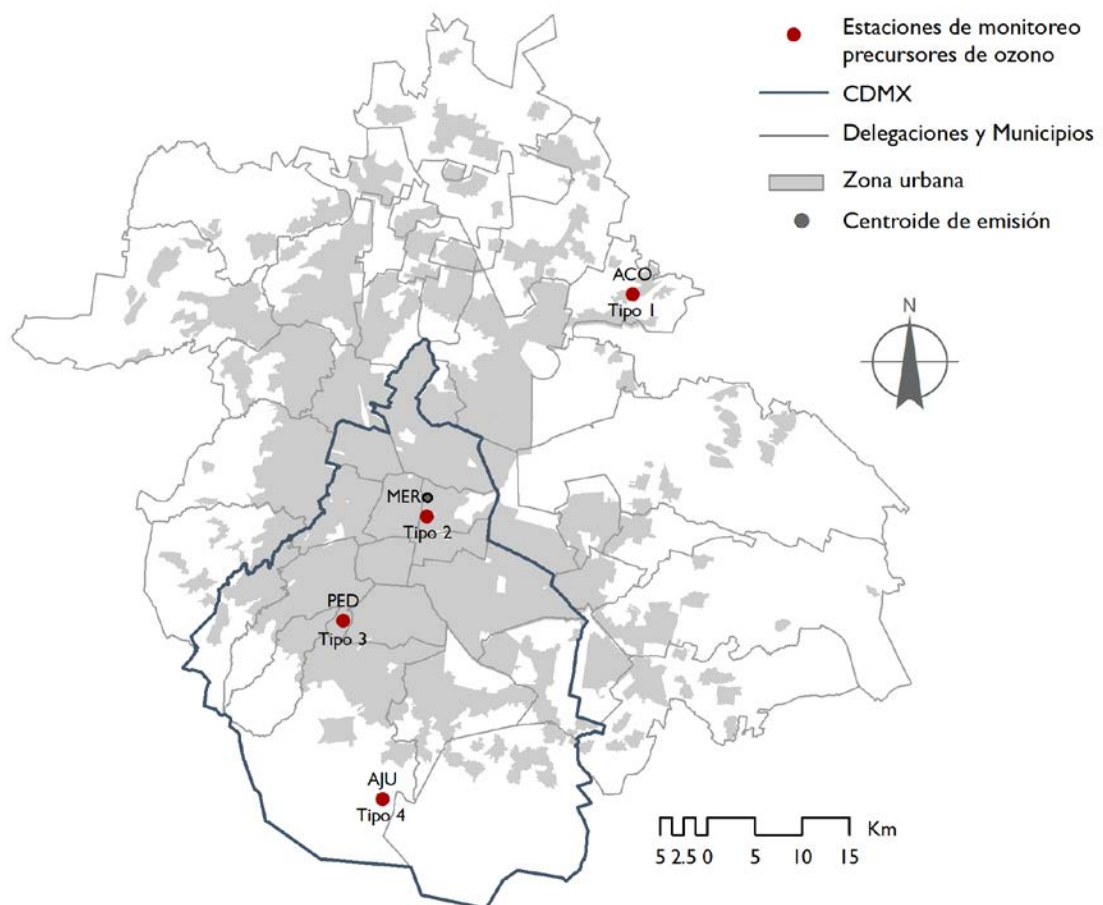 Estaciones de monitoreo
precursores de ozono
CDMX
Delegaciones y Municipios
Zona urbana
Centroide de emisión
ACO
Tipo 1
N
MER
Tipo 2
PED
Tipo 3
AJU
Tipo 4
Km
5 2.5 0 5 10 15